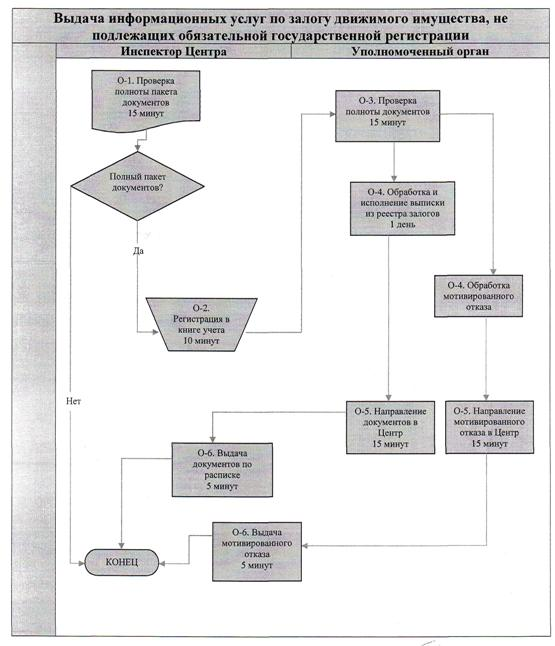 Выдача информационных услуг по залогу движимого имущества, не
подлежащих обязательной государственной регистрации
Инспектор Центра
Уполномоченный орган
О-1. Проверка
полноты пакета
документов
15 минут
О-3. Проверка
полноты документов
15 минут
Полный пакет
документов?
О-4. Обработка и
исполнение выписки
из реестра залогов
1 день
Да
О-4. Обработка
мотивированного
отказа
О-2.
Регистрация в
книге учета
10 минут
Нет
О-5. Направление
документов в
Центр
15 минут
О-5. Направление
мотивированного
отказа в Центр
15 минут
О-6. Выдача
документов по
расписке
5 минут
О-6. Выдача
мотивированного
отказа
5 минут
КОНЕЦ